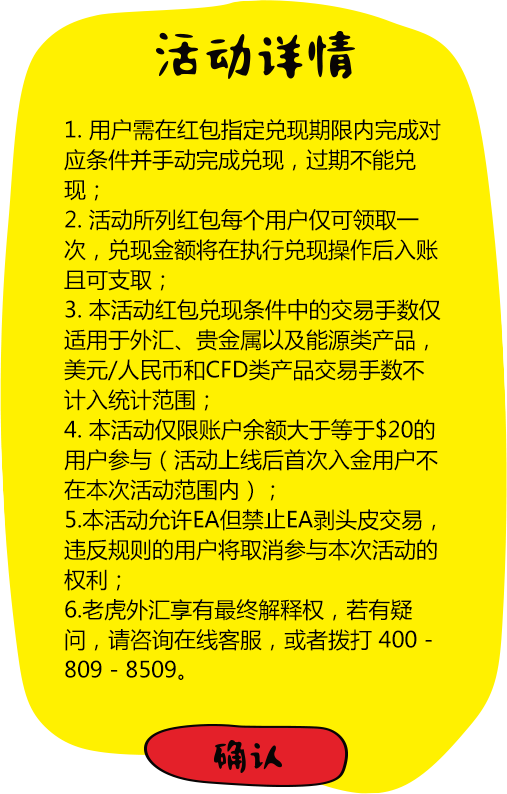 活动详情
1. 用户需在红包指定兑现期限内完成对
应条件并手动完成兑现，过期不能兑
现；
2. 活动所列红包每个用户仅可领取一
次，兑现金额将在执行兑现操作后入账
且可支取；
3. 本活动红包兑现条件中的交易手数仅
适用于外汇、贵金属以及能源类产品，
美元/人民币和CFD类产品交易手数不
计入统计范围；
4. 本活动仅限账户余额大于等于$20的
用户参与（活动上线后首次入金用户不
在本次活动范围内）；
5.本活动允许EA但禁止EA剥头皮交易，
违反规则的用户将取消参与本次活动的
权利；
6.老虎外汇享有最终解释权，若有疑
问，请咨询在线客服，或者拨打 400 -
809 - 8509。
确认